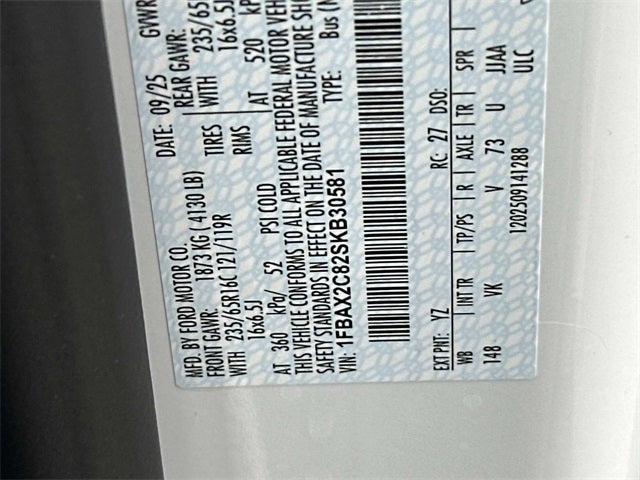 MFD. BY FORD MOTOR CO.
DATE: 09/25 GVWR
FRONT GAWR: 1873 KG ( 4130 LB) REAR GAWR:
WITH 235/65R16C 121/119R TIRES WITH 235/65
16x6.5J RIMS 16x6.5J
AT 360 kPa/ 52 PSI COLD AT 520 kP
THIS VEHICLE CONFORMS TO ALL APPLICABLE FEDERAL MOTOR VEH
SAFETY STANDARDS IN EFFECT ON THE DATE OF MANUFACTURE SHO
VIN: 1FBAX2C82SKB30581 TYPE: Bus (M
EXT PNT: YZ RC: 27 DSO:
WB INT TR TP/PS R AXLE TR SPR
148 VK V 73 U JJAA
1202509141288 ULC